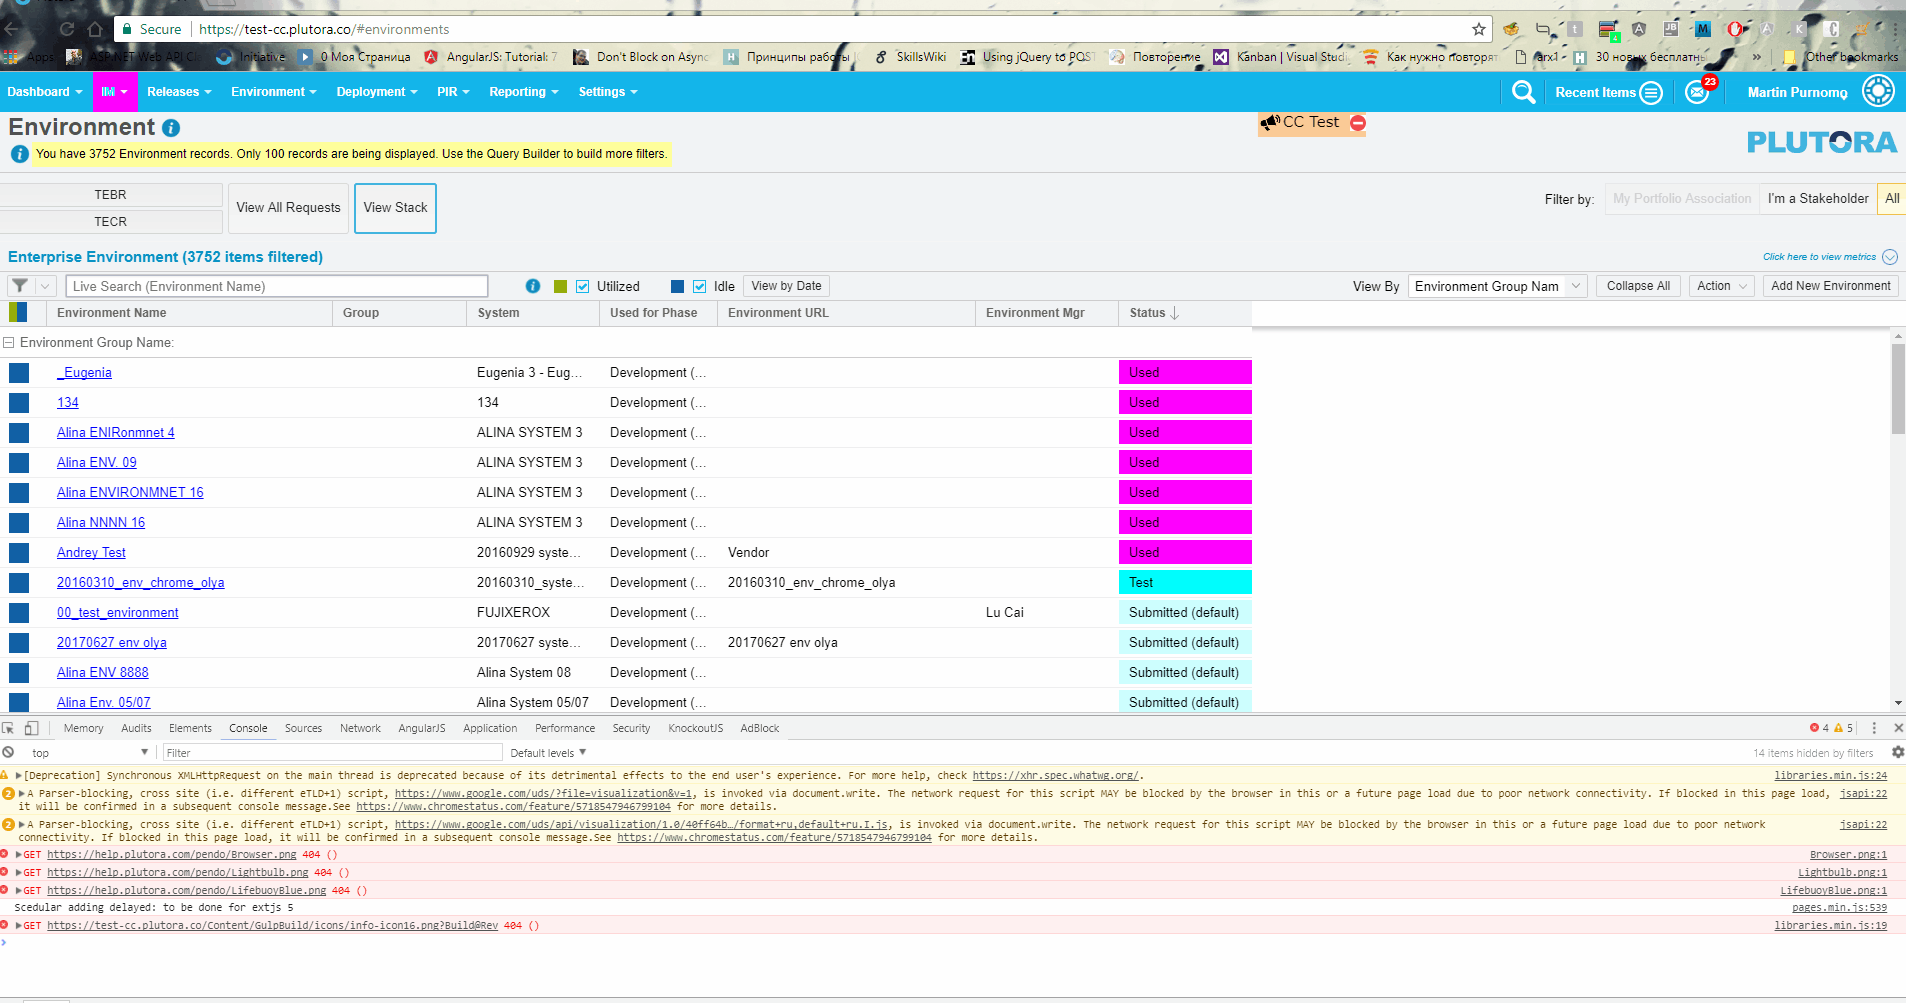 Secure https://test-cc.plutora.co/#environments
Apps ASP.NET Web API Initiative 0 Моя Страница AngularJS: Tutorial: 7 Don't Block on Async Принципы работы SkillsWiki Using jQuery to POST Повторение Kanban | Visual Studi Как нужно повторят arx1 30 новых бесплатны » Other bookmarks
Dashboard IM Releases Environment Deployment PIR Reporting Settings Recent Items 23 Martin Purnomo
Environment
CC Test
PLUTORA
You have 3752 Environment records. Only 100 records are being displayed. Use the Query Builder to build more filters.
TEBR
TECR
View All Requests View Stack
Filter by: My Portfolio Association I'm a Stakeholder All
Enterprise Environment (3752 items filtered)
Click here to view metrics
Live Search (Environment Name) Utilized Idle View by Date View By Environment Group Nam Collapse All Action Add New Environment
Environment Name Group System Used for Phase Environment URL Environment Mgr Status
Environment Group Name:
_Eugenia Eugenia 3 - Eug... Development (... Used
134 134 Development (... Used
Alina ENIRonmnet 4 ALINA SYSTEM 3 Development (... Used
Alina ENV. 09 ALINA SYSTEM 3 Development (... Used
Alina ENVIRONMNET 16 ALINA SYSTEM 3 Development (... Used
Alina NNNN 16 ALINA SYSTEM 3 Development (... Used
Andrey Test 20160929 syste... Development (... Vendor Used
20160310_env_chrome_olya 20160310_syste... Development (... 20160310_env_chrome_olya Test
00_test_environment FUJIXEROX Development (... Lu Cai Submitted (default)
20170627 env olya 20170627 syste... Development (... 20170627 env olya Submitted (default)
Alina ENV 8888 Alina System 08 Development (... Submitted (default)
Alina Env. 05/07 Alina System 05/07 Development (... Submitted (default)
Memory Audits Elements Console Sources Network AngularJS Application Performance Security KnockoutJS AdBlock 4 5
top Filter Default levels 14 items hidden by filters
[Deprecation] Synchronous XMLHttpRequest on the main thread is deprecated because of its detrimental effects to the end user's experience. For more help, check https://xhr.spec.whatwg.org/. libraries.min.js:24
2 A Parser-blocking, cross site (i.e. different eTLD+1) script, https://www.google.com/uds/?file=visualization&v=1, is invoked via document.write. The network request for this script MAY be blocked by the browser in this or a future page load due to poor network connectivity. If blocked in this page load, jsapi:22
it will be confirmed in a subsequent console message.See https://www.chromestatus.com/feature/5718547946799104 for more details.
2 A Parser-blocking, cross site (i.e. different eTLD+1) script, https://www.google.com/uds/api/visualization/1.0/40ff64b…/format+ru,default+ru.I.js, is invoked via document.write. The network request for this script MAY be blocked by the browser in this or a future page load due to poor network jsapi:22
connectivity. If blocked in this page load, it will be confirmed in a subsequent console message.See https://www.chromestatus.com/feature/5718547946799104 for more details.
GET https://help.plutora.com/pendo/Browser.png 404 () Browser.png:1
GET https://help.plutora.com/pendo/Lightbulb.png 404 () Lightbulb.png:1
GET https://help.plutora.com/pendo/LifebuoyBlue.png 404 () LifebuoyBlue.png:1
Scedular adding delayed: to be done for extjs 5 pages.min.js:539
GET https://test-cc.plutora.co/Content/GulpBuild/icons/info-icon16.png?Build@Rev 404 () libraries.min.js:19